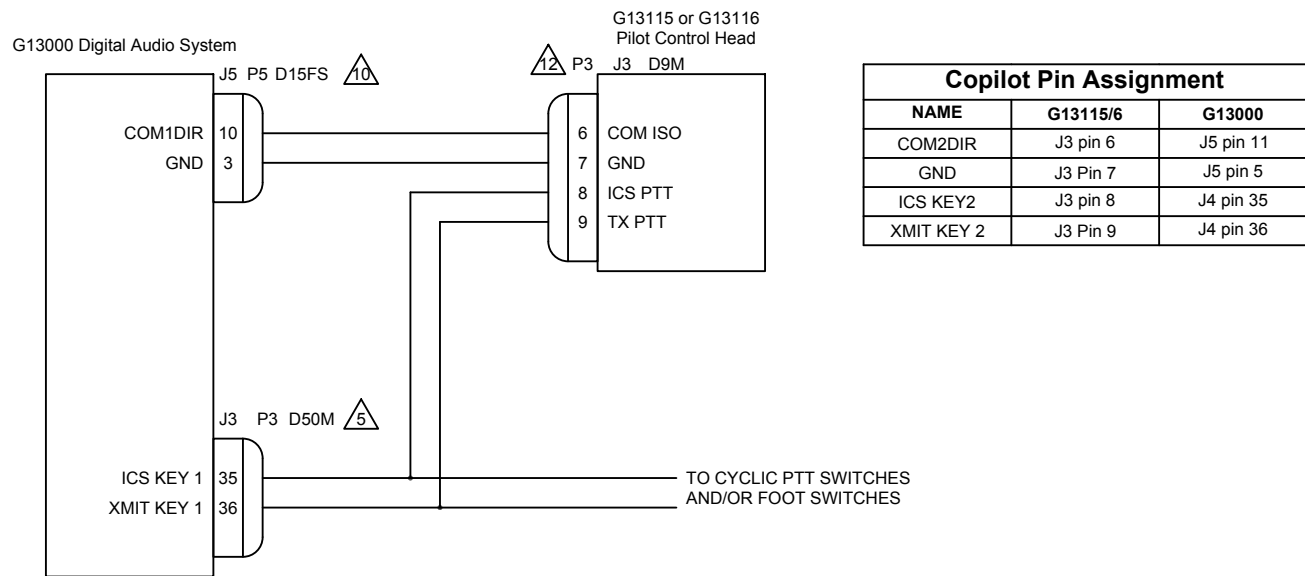 G13000 Digital Audio System
J5 P5 D15FS 10
COM1DIR 10
GND 3
G13115 or G13116
Pilot Control Head
12 P3 J3 D9M
6 COM ISO
7 GND
8 ICS PTT
9 TX PTT
J3 P3 D50M 5
ICS KEY 1 35
XMIT KEY 1 36
TO CYCLIC PTT SWITCHES
AND/OR FOOT SWITCHES
Copilot Pin Assignment
NAME G13115/6 G13000
COM2DIR J3 pin 6 J5 pin 11
GND J3 Pin 7 J5 pin 5
ICS KEY2 J3 pin 8 J4 pin 35
XMIT KEY 2 J3 Pin 9 J4 pin 36